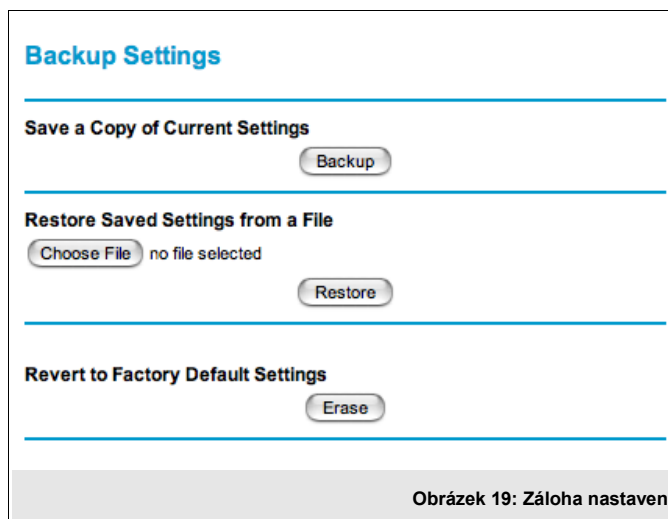 Backup Settings
Save a Copy of Current Settings
Backup
Restore Saved Settings from a File
Choose File no file selected
Restore
Revert to Factory Default Settings
Erase
Obrázek 19: Záloha nastaven